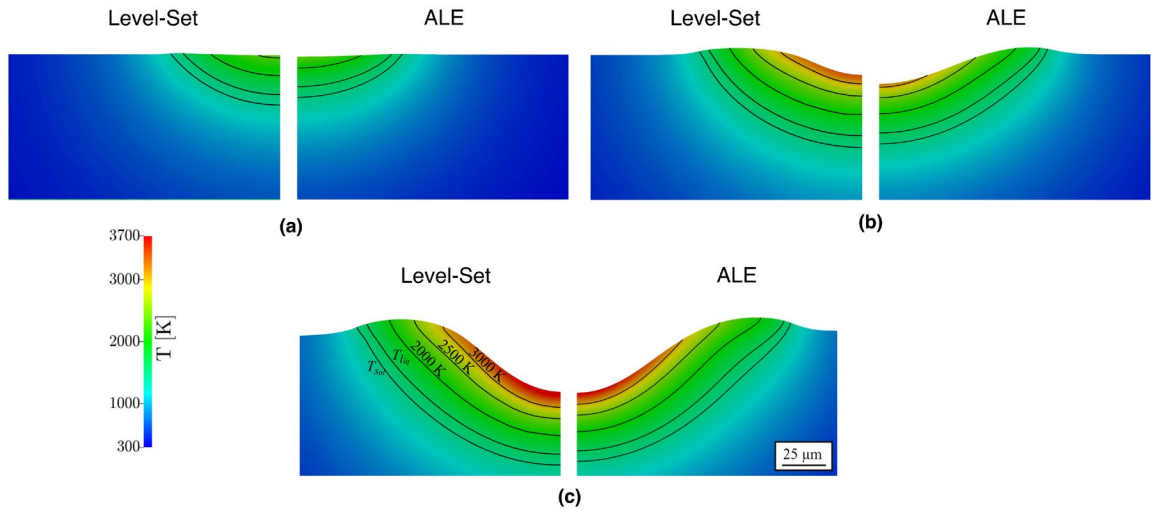 Level-Set ALE
Level-Set ALE
(a)
(b)
3700
3000
2000
1000
300
T [K]
Level-Set ALE
T_Sol
T_liq
2000 K
2500 K
3000 K
25 μm
(c)